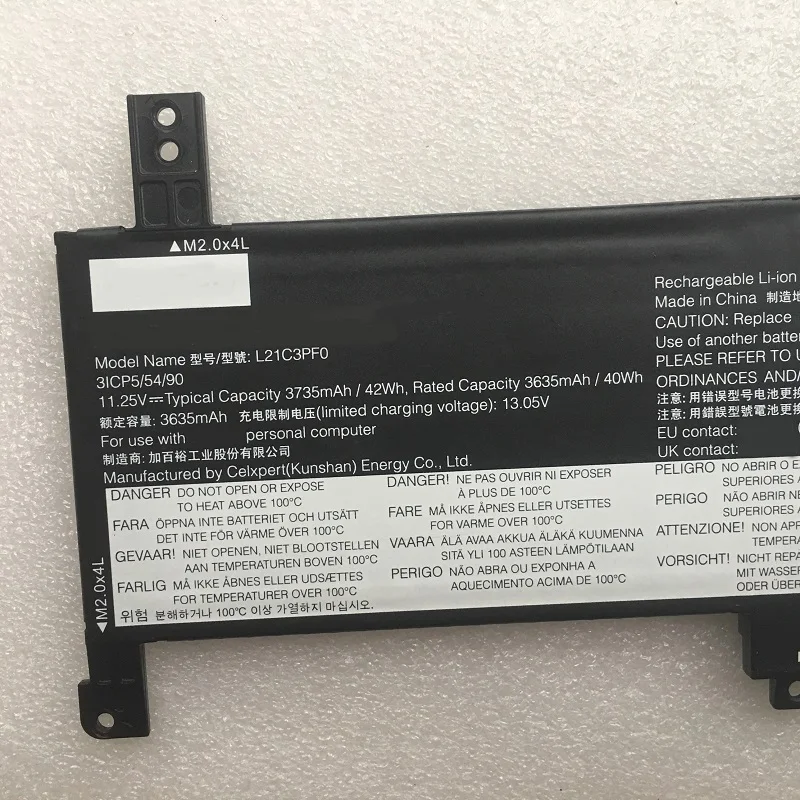 ▲M2.0x4L
Model Name 型号/型號: L21C3PF0
3ICP5/54/90
11.25V⎓Typical Capacity 3735mAh / 42Wh, Rated Capacity 3635mAh / 40Wh
额定容量: 3635mAh 充电限制电压(limited charging voltage): 13.05V
For use with personal computer
制造商: 加百裕工业股份有限公司
Manufactured by Celxpert(Kunshan) Energy Co., Ltd.
Rechargeable Li-ion
Made in China 制造地
CAUTION: Replace
Use of another batter
PLEASE REFER TO U
ORDINANCES AND/
注意: 用错误型号电池更换
注意: 用錯誤型號電池更換
EU contact:
UK contact:
DANGER DO NOT OPEN OR EXPOSE
TO HEAT ABOVE 100°C
FARA ÖPPNA INTE BATTERIET OCH UTSÄTT
DET INTE FÖR VÄRME ÖVER 100°C
GEVAAR! NIET OPENEN, NIET BLOOTSTELLEN
AAN TEMPERATUREN BOVEN 100°C
FARLIG MÅ IKKE ÅBNES ELLER UDSÆTTES
FOR TEMPERATURER OVER 100°C
위험 분해하거나 100°C 이상 가열하지 마십시오.
DANGER! NE PAS OUVRIR NI EXPOSER
À PLUS DE 100°C
FARE MÅ IKKE ÅPNES ELLER UTSETTES
FOR VARME OVER 100°C
VAARA ÄLÄ AVAA AKKUA ÄLÄKÄ KUUMENNA
SITÄ YLI 100 ASTEEN LÄMPÖTILAAN
PERIGO NÃO ABRA OU EXPONHA A
AQUECIMENTO ACIMA DE 100°C
PELIGRO NO ABRIR O E
SUPERIORES A
PERIGO NÃO ABRIR NE
SUPERIORES A
ATTENZIONE! NON APP
TEMPERA
VORSICHT! NICHT REPA
MIT WASSE
ODER ÜBER
▲M2.0x4L